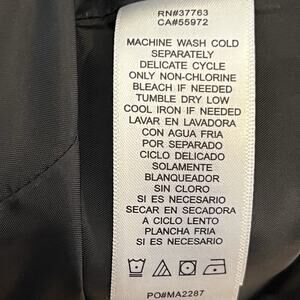 RN#37763
CA#55972
MACHINE WASH COLD
SEPARATELY
DELICATE CYCLE
ONLY NON-CHLORINE
BLEACH IF NEEDED
TUMBLE DRY LOW
COOL IRON IF NEEDED
LAVAR EN LAVADORA
CON AGUA FRIA
POR SEPARADO
CICLO DELICADO
SOLAMENTE
BLANQUEADOR
SIN CLORO
SI ES NECESARIO
SECAR EN SECADORA
A CICLO LENTO
PLANCHA FRIA
SI ES NECESARIO
PO#MA2287